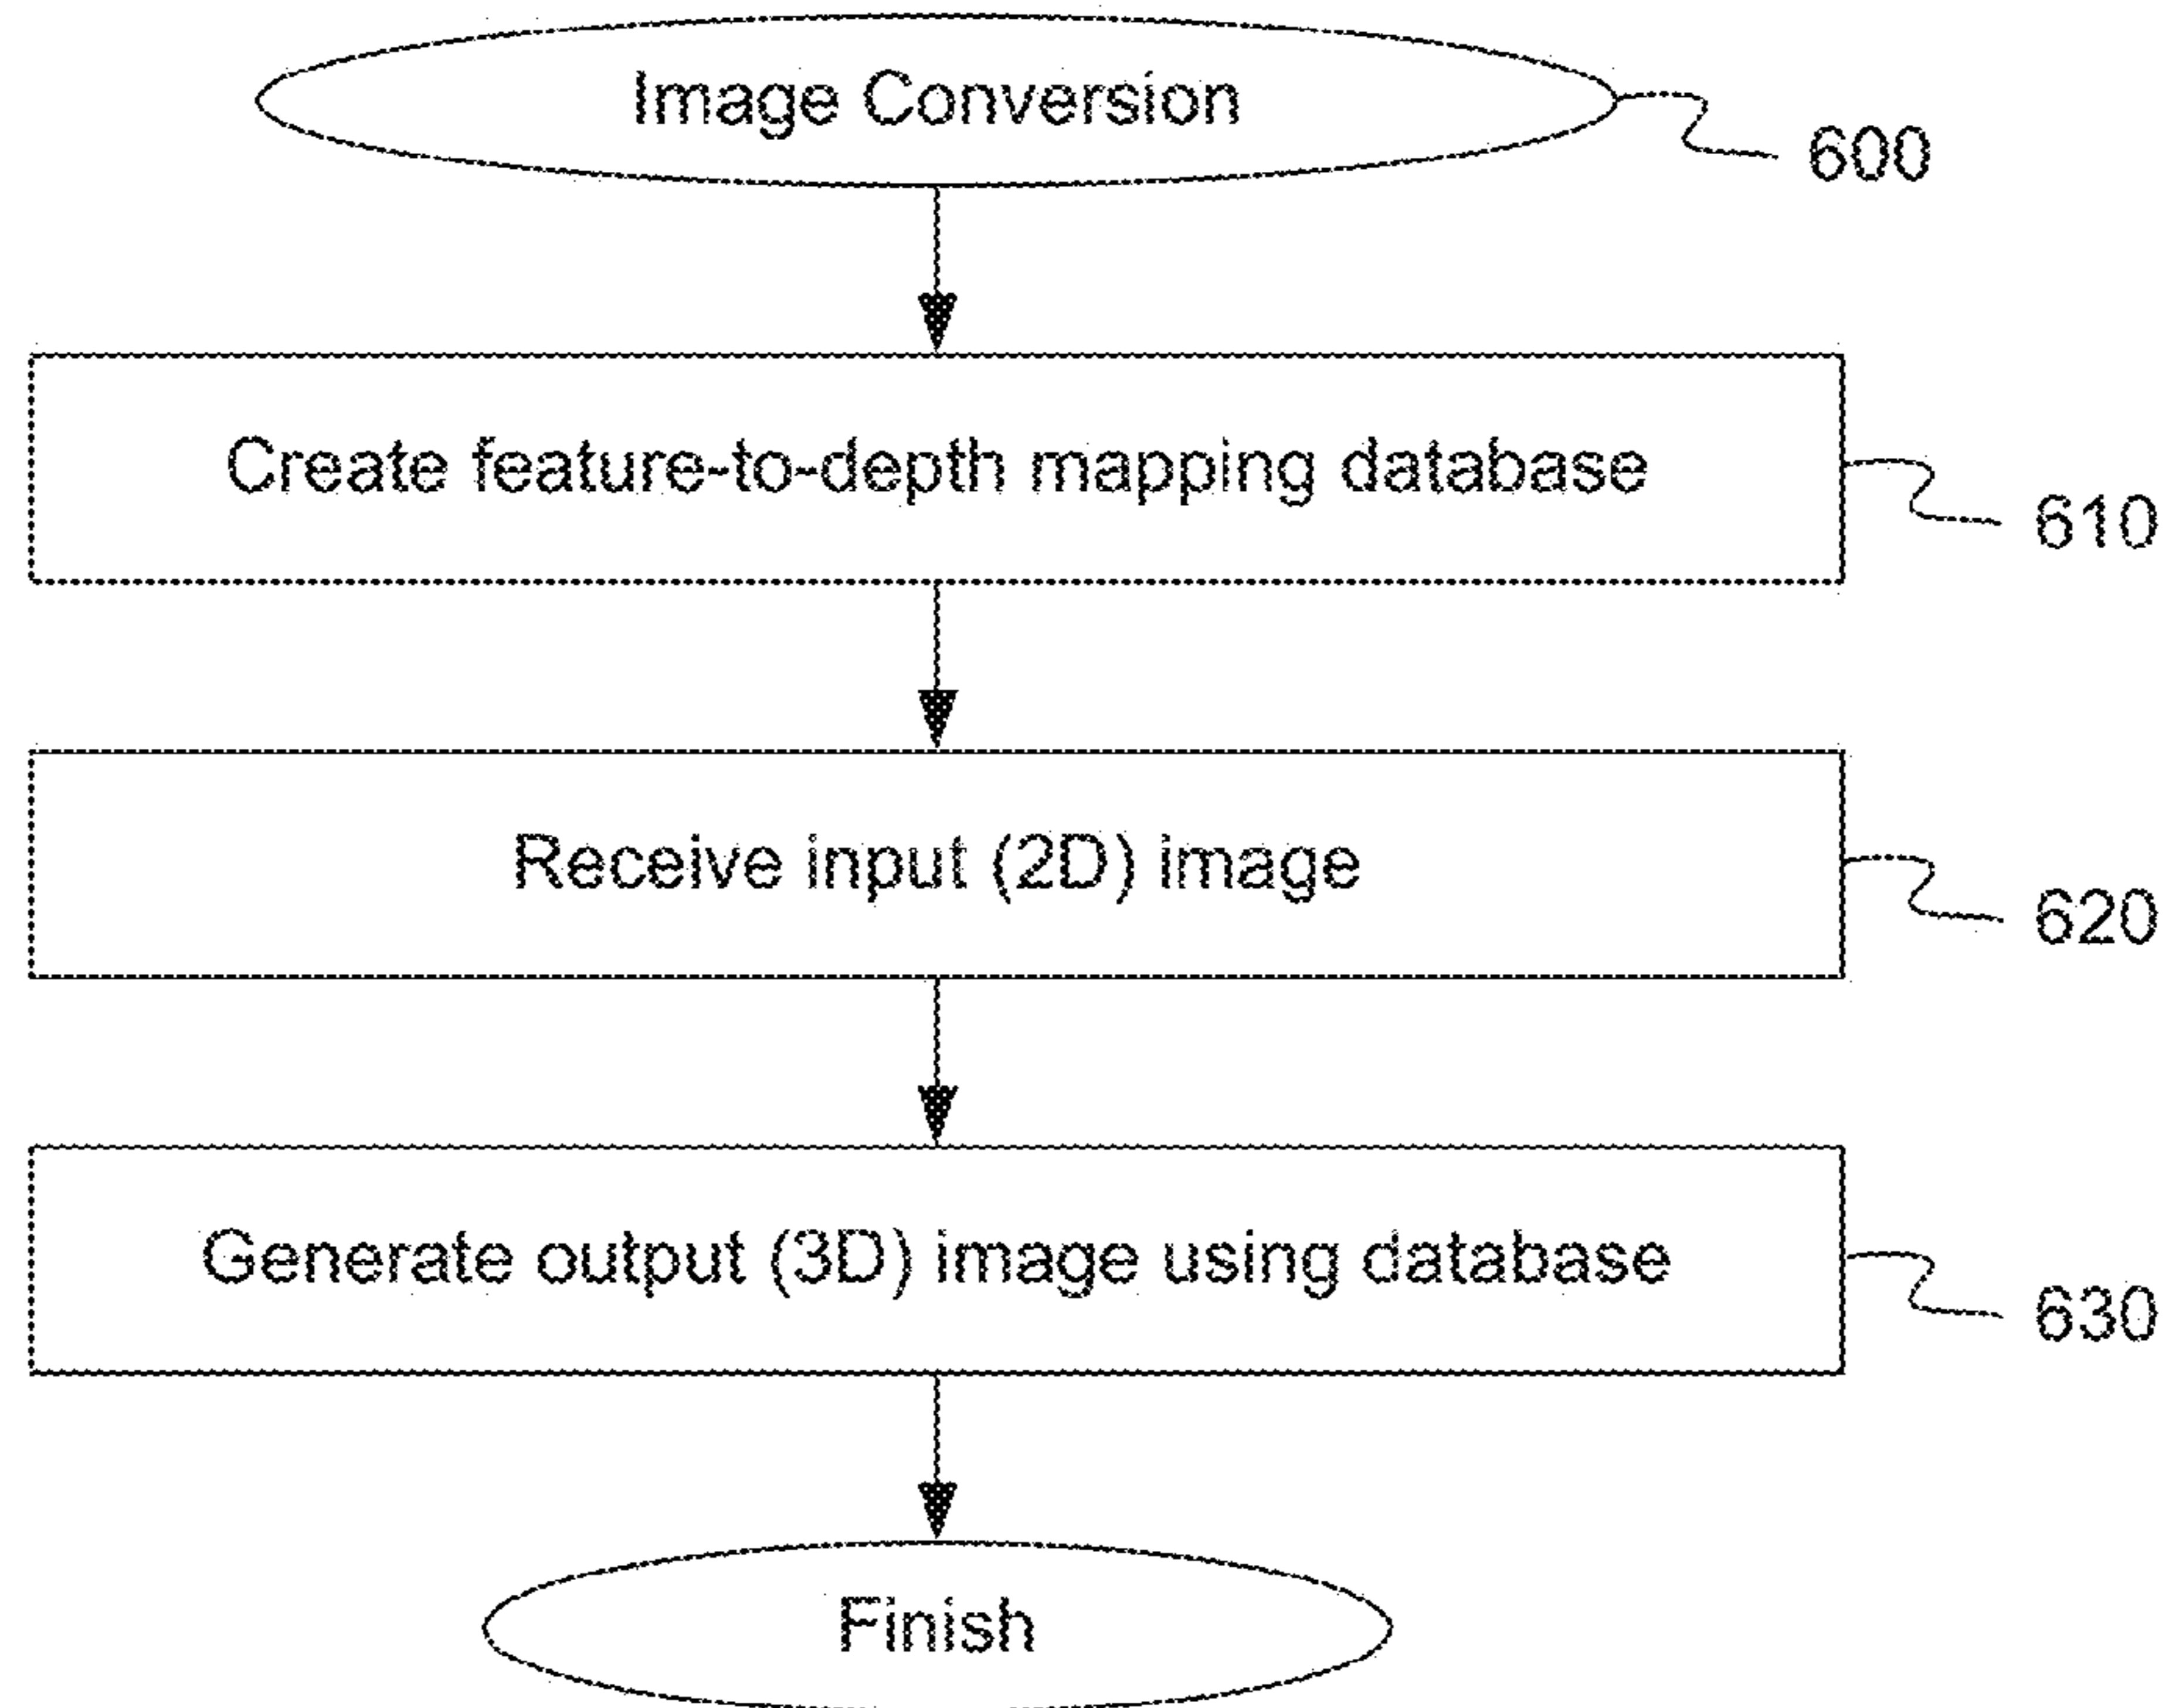 Image Conversion
600
Create feature-to-depth mapping database
610
Receive input (2D) image
620
Generate output (3D) image using database
630
Finish